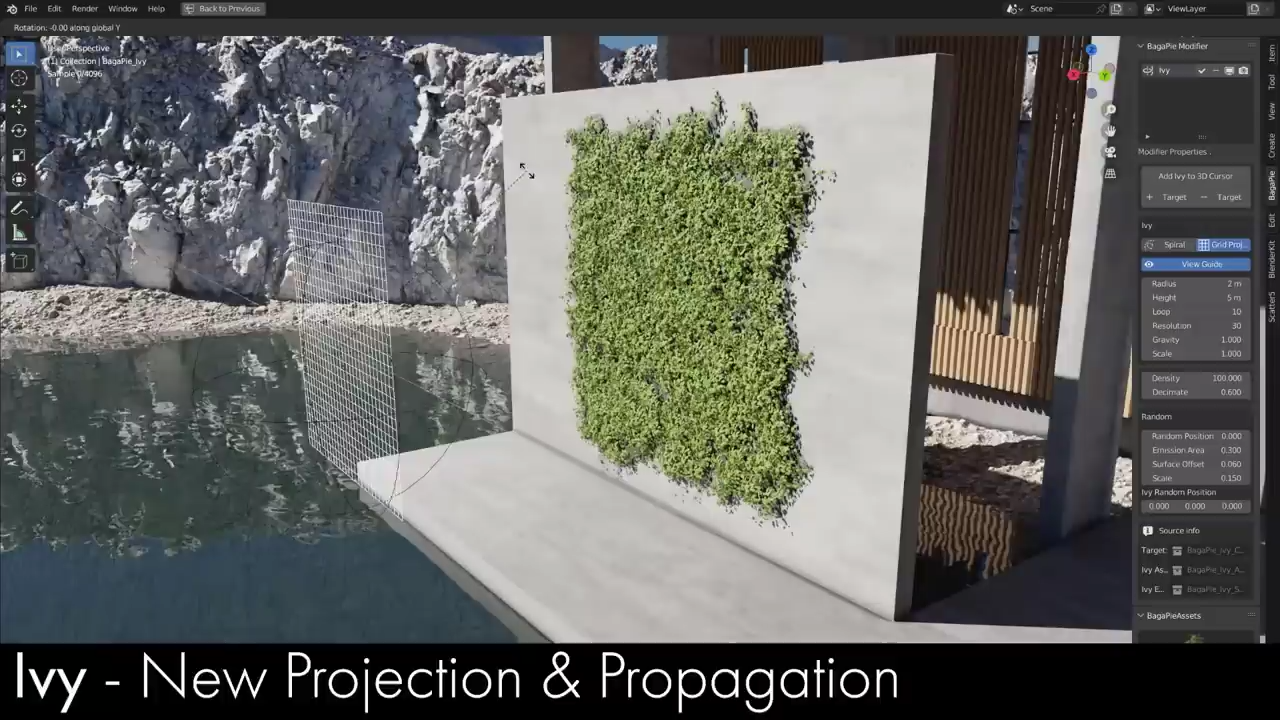 File Edit Render Window Help Back to Previous Scene ViewLayer
Rotation: -0.00 along global Y
User Perspective
(1) Collection | BagaPie_Ivy
Sample 0/4096
BagaPie Modifier
Ivy
Modifier Properties .
Add Ivy to 3D Cursor
+ Target − Target
Ivy
Spiral Grid Proj..
View Guide
Radius 2 m
Height 5 m
Loop 10
Resolution 30
Gravity 1.000
Scale 1.000
Density 100.000
Decimate 0.600
Random
Random Position 0.000
Emission Area 0.300
Surface Offset 0.060
Scale 0.150
Ivy Random Position
0.000 0.000 0.000
Source info
Target: BagaPie_Ivy_C...
Ivy As.. BagaPie_Ivy_A...
Ivy E... BagaPie_Ivy_S...
BagaPieAssets
Item
Tool
View
Create
BagaPie
Edit
BlenderKit
Scatter5
X
Y
Z
Ivy - New Projection & Propagation